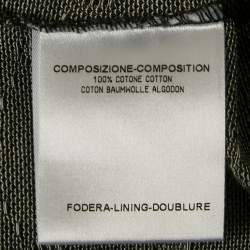 COMPOSIZIONE-COMPOSITION
100% COTONE COTTON
COTON BAUMWOLLE ALGODON
FODERA-LINING-DOUBLURE